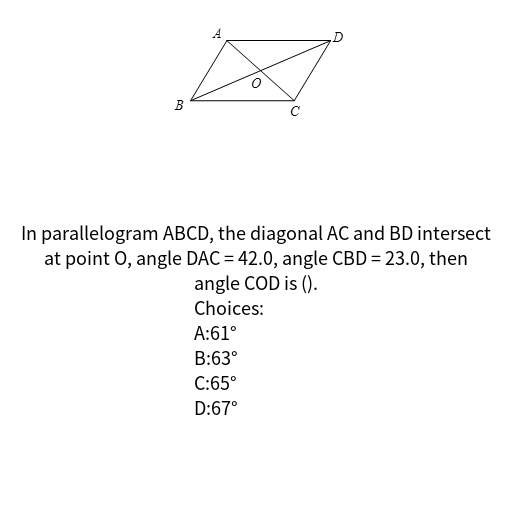 A
D
O
B
C
In parallelogram ABCD, the diagonal AC and BD intersect
at point O, angle DAC = 42.0, angle CBD = 23.0, then
angle COD is ().
Choices:
A:61°
B:63°
C:65°
D:67°